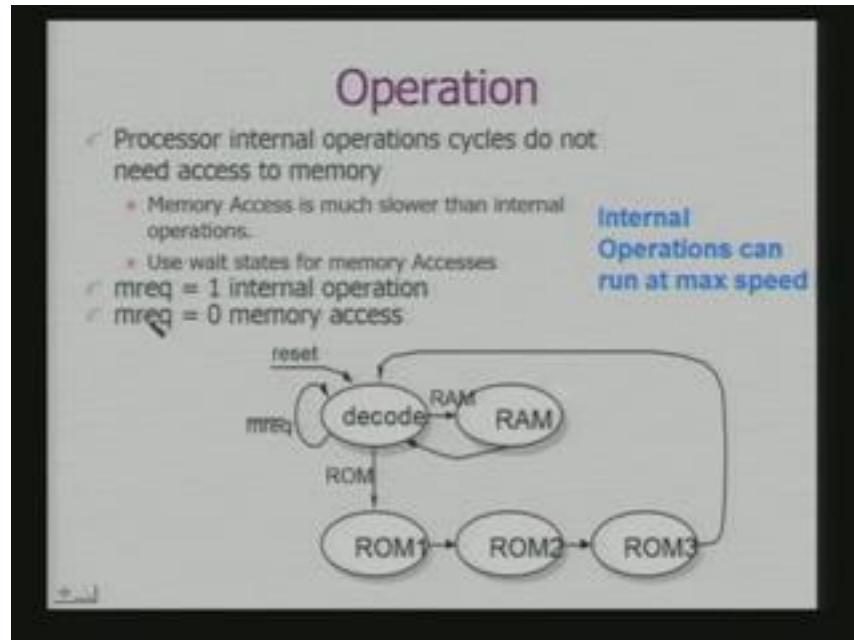 Operation
Processor internal operations cycles do not
need access to memory
Memory Access is much slower than internal
operations.
Use wait states for memory Accesses
mreq = 1 internal operation
mreq = 0 memory access
Internal
Operations can
run at max speed
reset
mreq
decode
RAM
RAM
ROM
ROM1
ROM2
ROM3